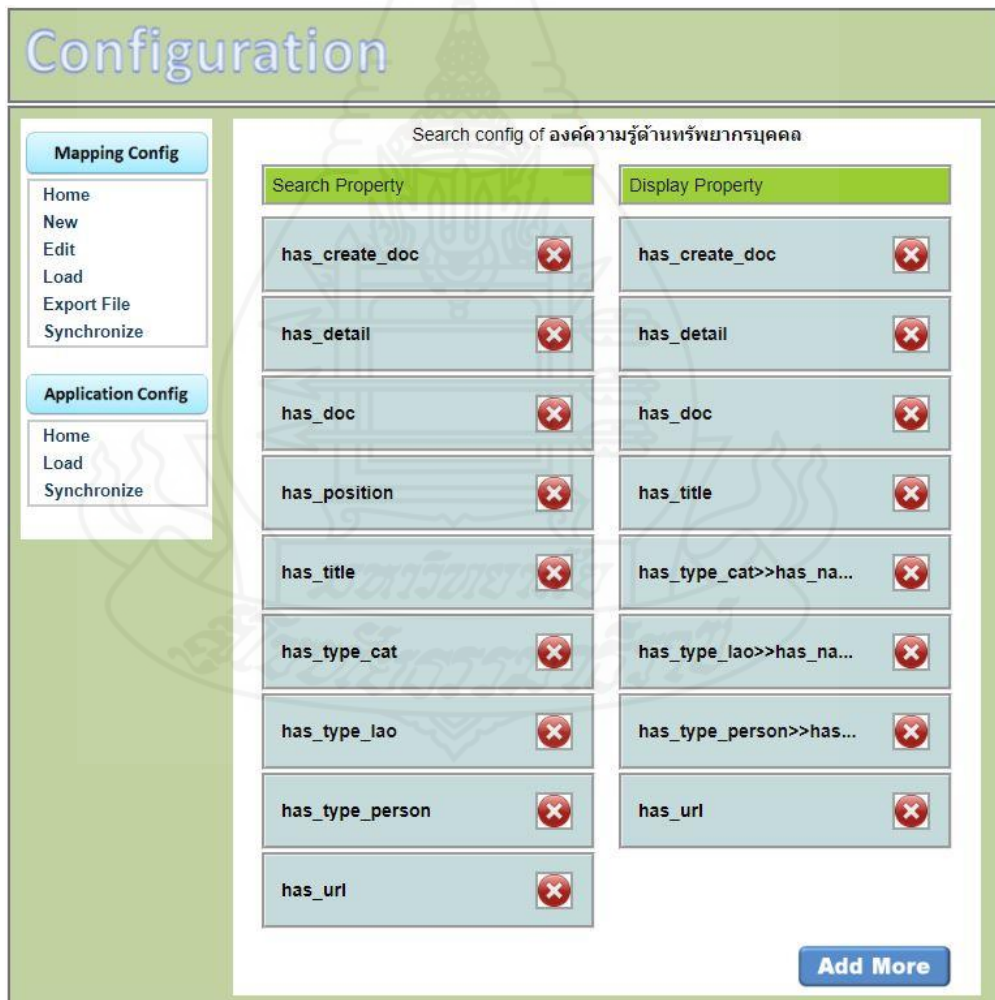 Configuration
Mapping Config
Home
New
Edit
Load
Export File
Synchronize
Application Config
Home
Load
Synchronize
Search config of องค์ความรู้ด้านทรัพยากรบุคคล
Search Property
has_create_doc
has_detail
has_doc
has_position
has_title
has_type_cat
has_type_lao
has_type_person
has_url
Display Property
has_create_doc
has_detail
has_doc
has_title
has_type_cat>>has_na...
has_type_lao>>has_na...
has_type_person>>has...
has_url
Add More